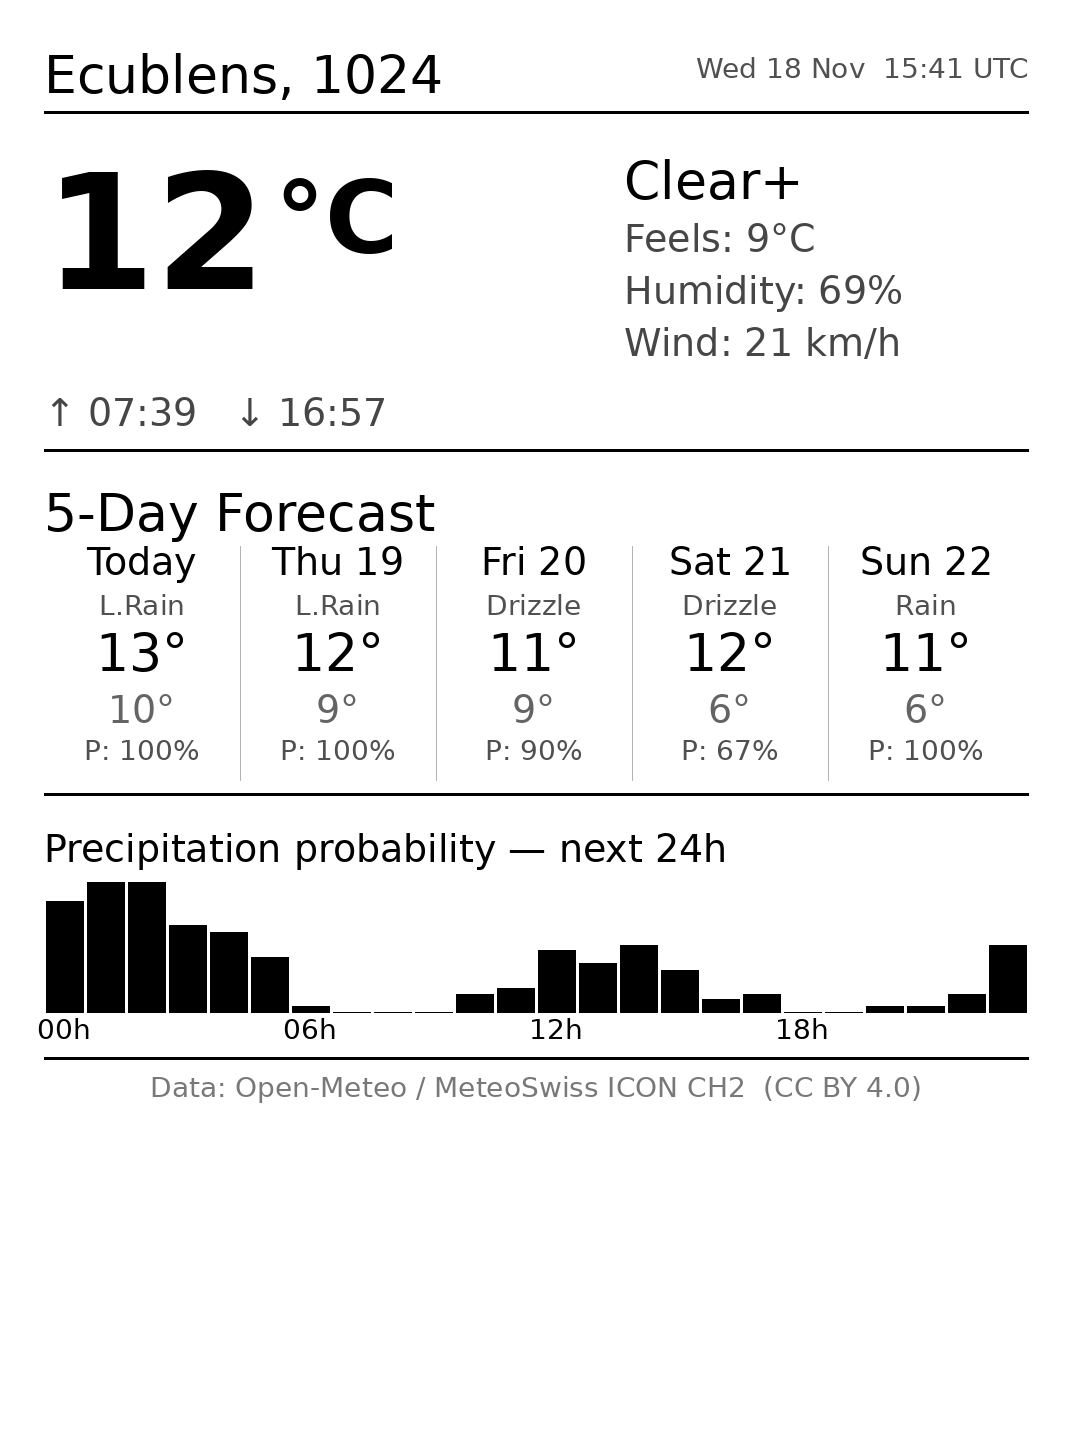 Ecublens, 1024
Wed 18 Nov  15:41 UTC
12°C
Clear+
Feels: 9°C
Humidity: 69%
Wind: 21 km/h
↑ 07:39   ↓ 16:57
5-Day Forecast
Today Thu 19 Fri 20 Sat 21 Sun 22
L.Rain L.Rain Drizzle Drizzle Rain
13° 12° 11° 12° 11°
10° 9° 9° 6° 6°
P: 100% P: 100% P: 90% P: 67% P: 100%
Precipitation probability — next 24h
00h 06h 12h 18h
Data: Open-Meteo / MeteoSwiss ICON CH2  (CC BY 4.0)